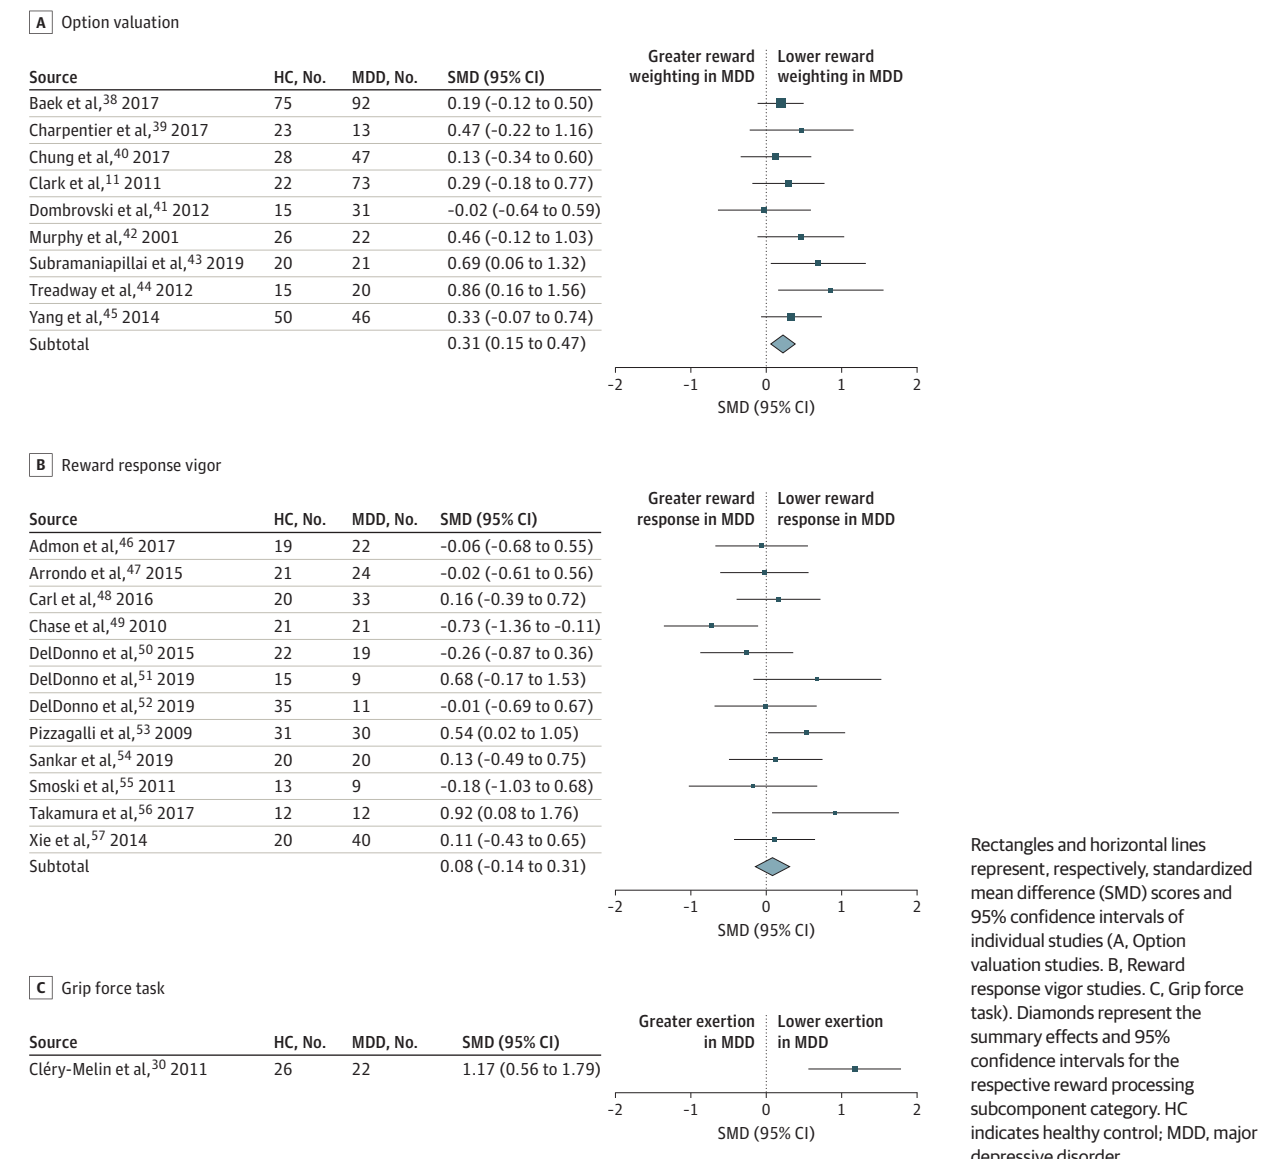 A Option valuation
Greater reward weighting in MDD
Lower reward weighting in MDD
Source HC, No. MDD, No. SMD (95% CI)
Baek et al,38 2017 75 92 0.19 (-0.12 to 0.50)
Charpentier et al,39 2017 23 13 0.47 (-0.22 to 1.16)
Chung et al,40 2017 28 47 0.13 (-0.34 to 0.60)
Clark et al,11 2011 22 73 0.29 (-0.18 to 0.77)
Dombrovski et al,41 2012 15 31 -0.02 (-0.64 to 0.59)
Murphy et al,42 2001 26 22 0.46 (-0.12 to 1.03)
Subramaniapillai et al,43 2019 20 21 0.69 (0.06 to 1.32)
Treadway et al,44 2012 15 20 0.86 (0.16 to 1.56)
Yang et al,45 2014 50 46 0.33 (-0.07 to 0.74)
Subtotal 0.31 (0.15 to 0.47)
-2 -1 0 1 2
SMD (95% CI)
B Reward response vigor
Greater reward response in MDD
Lower reward response in MDD
Source HC, No. MDD, No. SMD (95% CI)
Admon et al,46 2017 19 22 -0.06 (-0.68 to 0.55)
Arrondo et al,47 2015 21 24 -0.02 (-0.61 to 0.56)
Carl et al,48 2016 20 33 0.16 (-0.39 to 0.72)
Chase et al,49 2010 21 21 -0.73 (-1.36 to -0.11)
DelDonno et al,50 2015 22 19 -0.26 (-0.87 to 0.36)
DelDonno et al,51 2019 15 9 0.68 (-0.17 to 1.53)
DelDonno et al,52 2019 35 11 -0.01 (-0.69 to 0.67)
Pizzagalli et al,53 2009 31 30 0.54 (0.02 to 1.05)
Sankar et al,54 2019 20 20 0.13 (-0.49 to 0.75)
Smoski et al,55 2011 13 9 -0.18 (-1.03 to 0.68)
Takamura et al,56 2017 12 12 0.92 (0.08 to 1.76)
Xie et al,57 2014 20 40 0.11 (-0.43 to 0.65)
Subtotal 0.08 (-0.14 to 0.31)
-2 -1 0 1 2
SMD (95% CI)
C Grip force task
Greater exertion in MDD
Lower exertion in MDD
Source HC, No. MDD, No. SMD (95% CI)
Cléry-Melin et al,30 2011 26 22 1.17 (0.56 to 1.79)
-2 -1 0 1 2
SMD (95% CI)
Rectangles and horizontal lines
represent, respectively, standardized
mean difference (SMD) scores and
95% confidence intervals of
individual studies (A, Option
valuation studies. B, Reward
response vigor studies. C, Grip force
task). Diamonds represent the
summary effects and 95%
confidence intervals for the
respective reward processing
subcomponent category. HC
indicates healthy control; MDD, major
depressive disorder